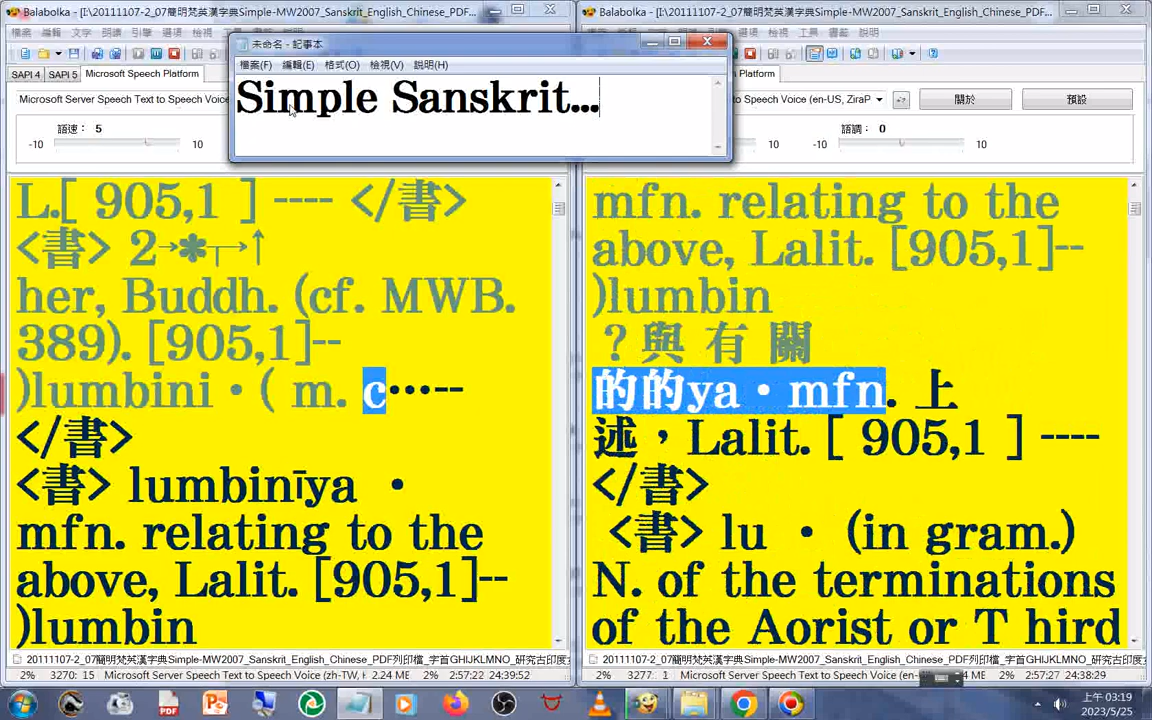 Balabolka - [I:\20111107-2_07簡明梵英漢字典Simple-MW2007_Sanskrit_English_Chinese_PDF...
Balabolka - [I:\20111107-2_07簡明梵英漢字典Simple-MW2007_Sanskrit_English_Chinese_PDF...
未命名 - 記事本
檔案(F) 編輯(E) 格式(O) 檢視(V) 說明(H)
Simple Sanskrit...
SAPI 4 SAPI 5 Microsoft Speech Platform
Microsoft Server Speech Text to Speech Voice
Microsoft Server Speech Text to Speech Voice (en-US, ZiraP
關於
預設
語速： 5
-10
10
語調： 0
10
-10
10
L.[ 905,1 ] ---- </書>
<書> 2→✱┬→↑
her, Buddh. (cf. MWB.
389). [905,1]--
)lumbini・( m. c･･･--
</書>
<書> lumbinīya ・
mfn. relating to the
above, Lalit. [905,1]--
)lumbin
mfn. relating to the
above, Lalit. [905,1]--
)lumbin
？與 有 關
的的ya・mfn. 上
述，Lalit. [ 905,1 ] ----
</書>
<書> lu ・ (in gram.)
N. of the terminations
of the Aorist or T hird
20111107-2_07簡明梵英漢字典Simple-MW2007_Sanskrit_English_Chinese_PDF列印檔_字首GHIJKLMNO_研究古印度
20111107-2_07簡明梵英漢字典Simple-MW2007_Sanskrit_English_Chinese_PDF列印檔_字首GHIJKLMNO_研究古印度
2% 3270: 15 Microsoft Server Speech Text to Speech Voice (zh-TW, 2.24 MB 2% 2:57:22 24:39:52
2% 3277: 1 Microsoft Server Speech Text to Speech Voice MB 2% 2:57:27 24:38:29
上午 03:19
2023/5/25